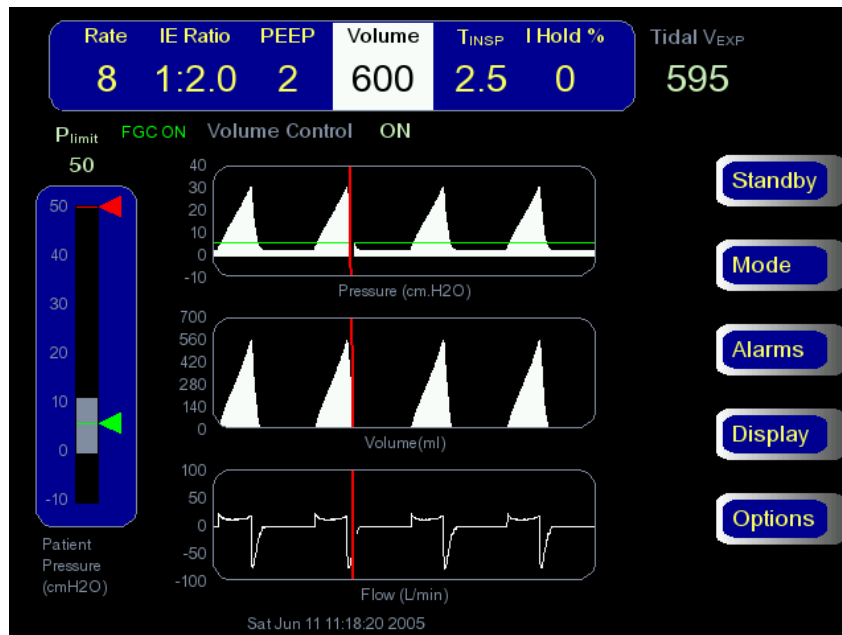 Rate IE Ratio PEEP Volume TINSP I Hold % Tidal VEXP
8 1:2.0 2 600 2.5 0 595
Plimit FGC ON Volume Control ON
50
50
40
30
20
10
0
-10
Patient
Pressure
(cmH2O)
40
30
20
10
0
-10
Pressure (cm.H2O)
700
560
420
280
140
0
Volume(ml)
100
50
0
-50
-100
Flow (L/min)
Sat Jun 11 11:18:20 2005
Standby
Mode
Alarms
Display
Options